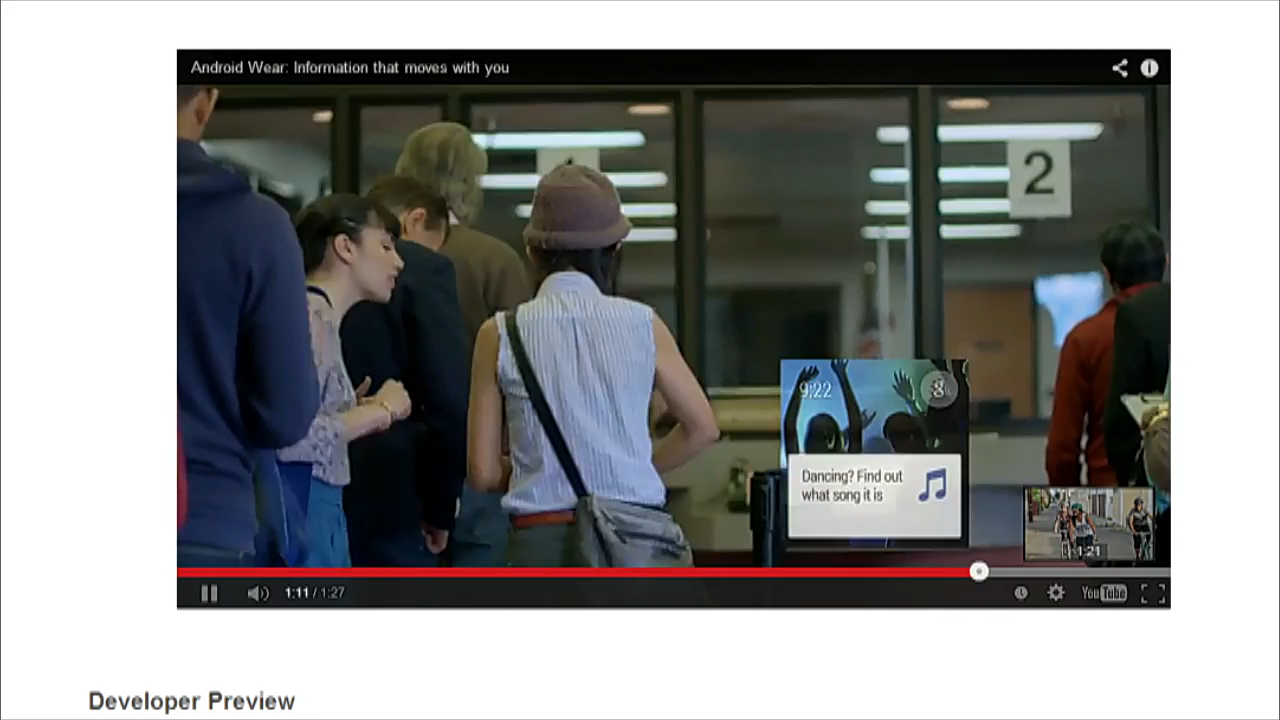 Android Wear: Information that moves with you
2
9:22
8
Dancing? Find out
what song it is
1:21
1:11 / 1:27
YouTube
Developer Preview